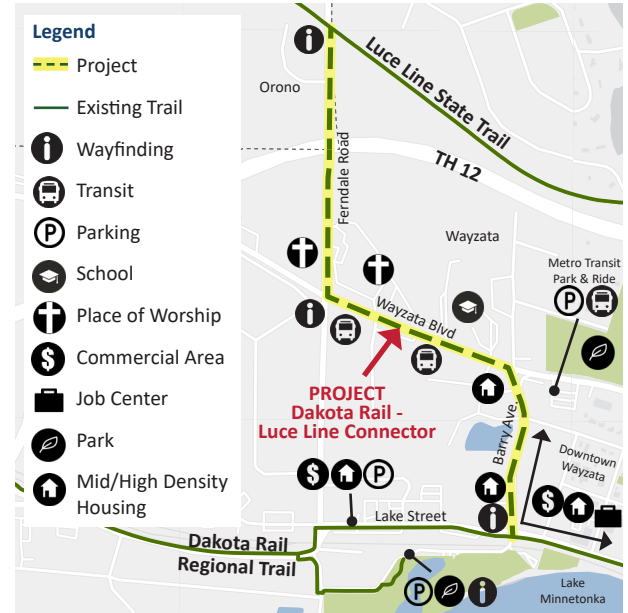 Legend
Project
Existing Trail
Wayfinding
Transit
P
Parking
School
Place of Worship
$
Commercial Area
Job Center
Park
Mid/High Density
Housing
i
Orono
Luce Line State Trail
TH 12
Ferndale Road
Wayzata
Metro Transit
Park & Ride
P
Wayzata Blvd
i
PROJECT
Dakota Rail -
Luce Line Connector
Barry Ave.
Downtown
Wayzata
$
P
$
i
Lake Street
Dakota Rail
Regional Trail
P
i
Lake
Minnetonka